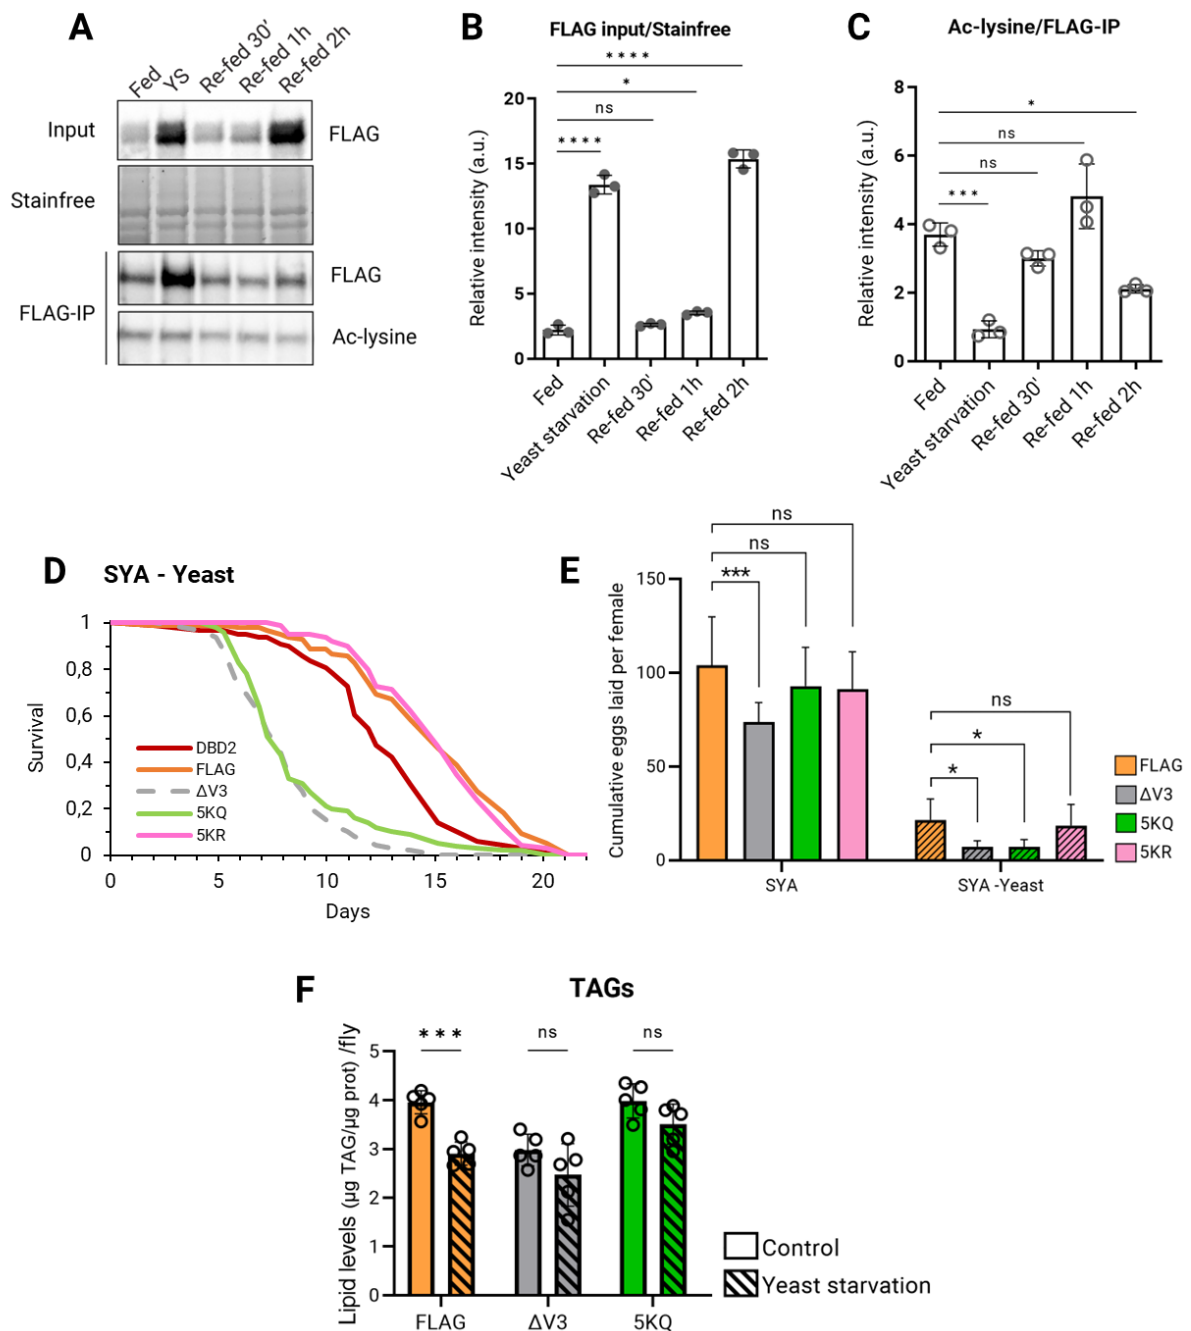 A
Fed
YS
Re-fed 30'
Re-fed 1h
Re-fed 2h
Input
FLAG
Stainfree
FLAG-IP
FLAG
Ac-lysine
B
FLAG input/Stainfree
****
*
ns
****
Relative intensity (a.u.)
20
15
10
5
0
Fed
Yeast starvation
Re-fed 30'
Re-fed 1h
Re-fed 2h
C
Ac-lysine/FLAG-IP
*
ns
ns
***
Relative intensity (a.u.)
8
6
4
2
0
Fed
Yeast starvation
Re-fed 30'
Re-fed 1h
Re-fed 2h
D
SYA - Yeast
Survival
1
0,8
0,6
0,4
0,2
0
DBD2
FLAG
ΔV3
5KQ
5KR
0 5 10 15 20
Days
E
ns
ns
***
ns
*
*
Cumulative eggs laid per female
150
100
50
0
SYA
SYA -Yeast
FLAG
ΔV3
5KQ
5KR
F
TAGs
***
ns
ns
Lipid levels (µg TAG/µg prot) /fly
5
4
3
2
1
0
FLAG
ΔV3
5KQ
Control
Yeast starvation